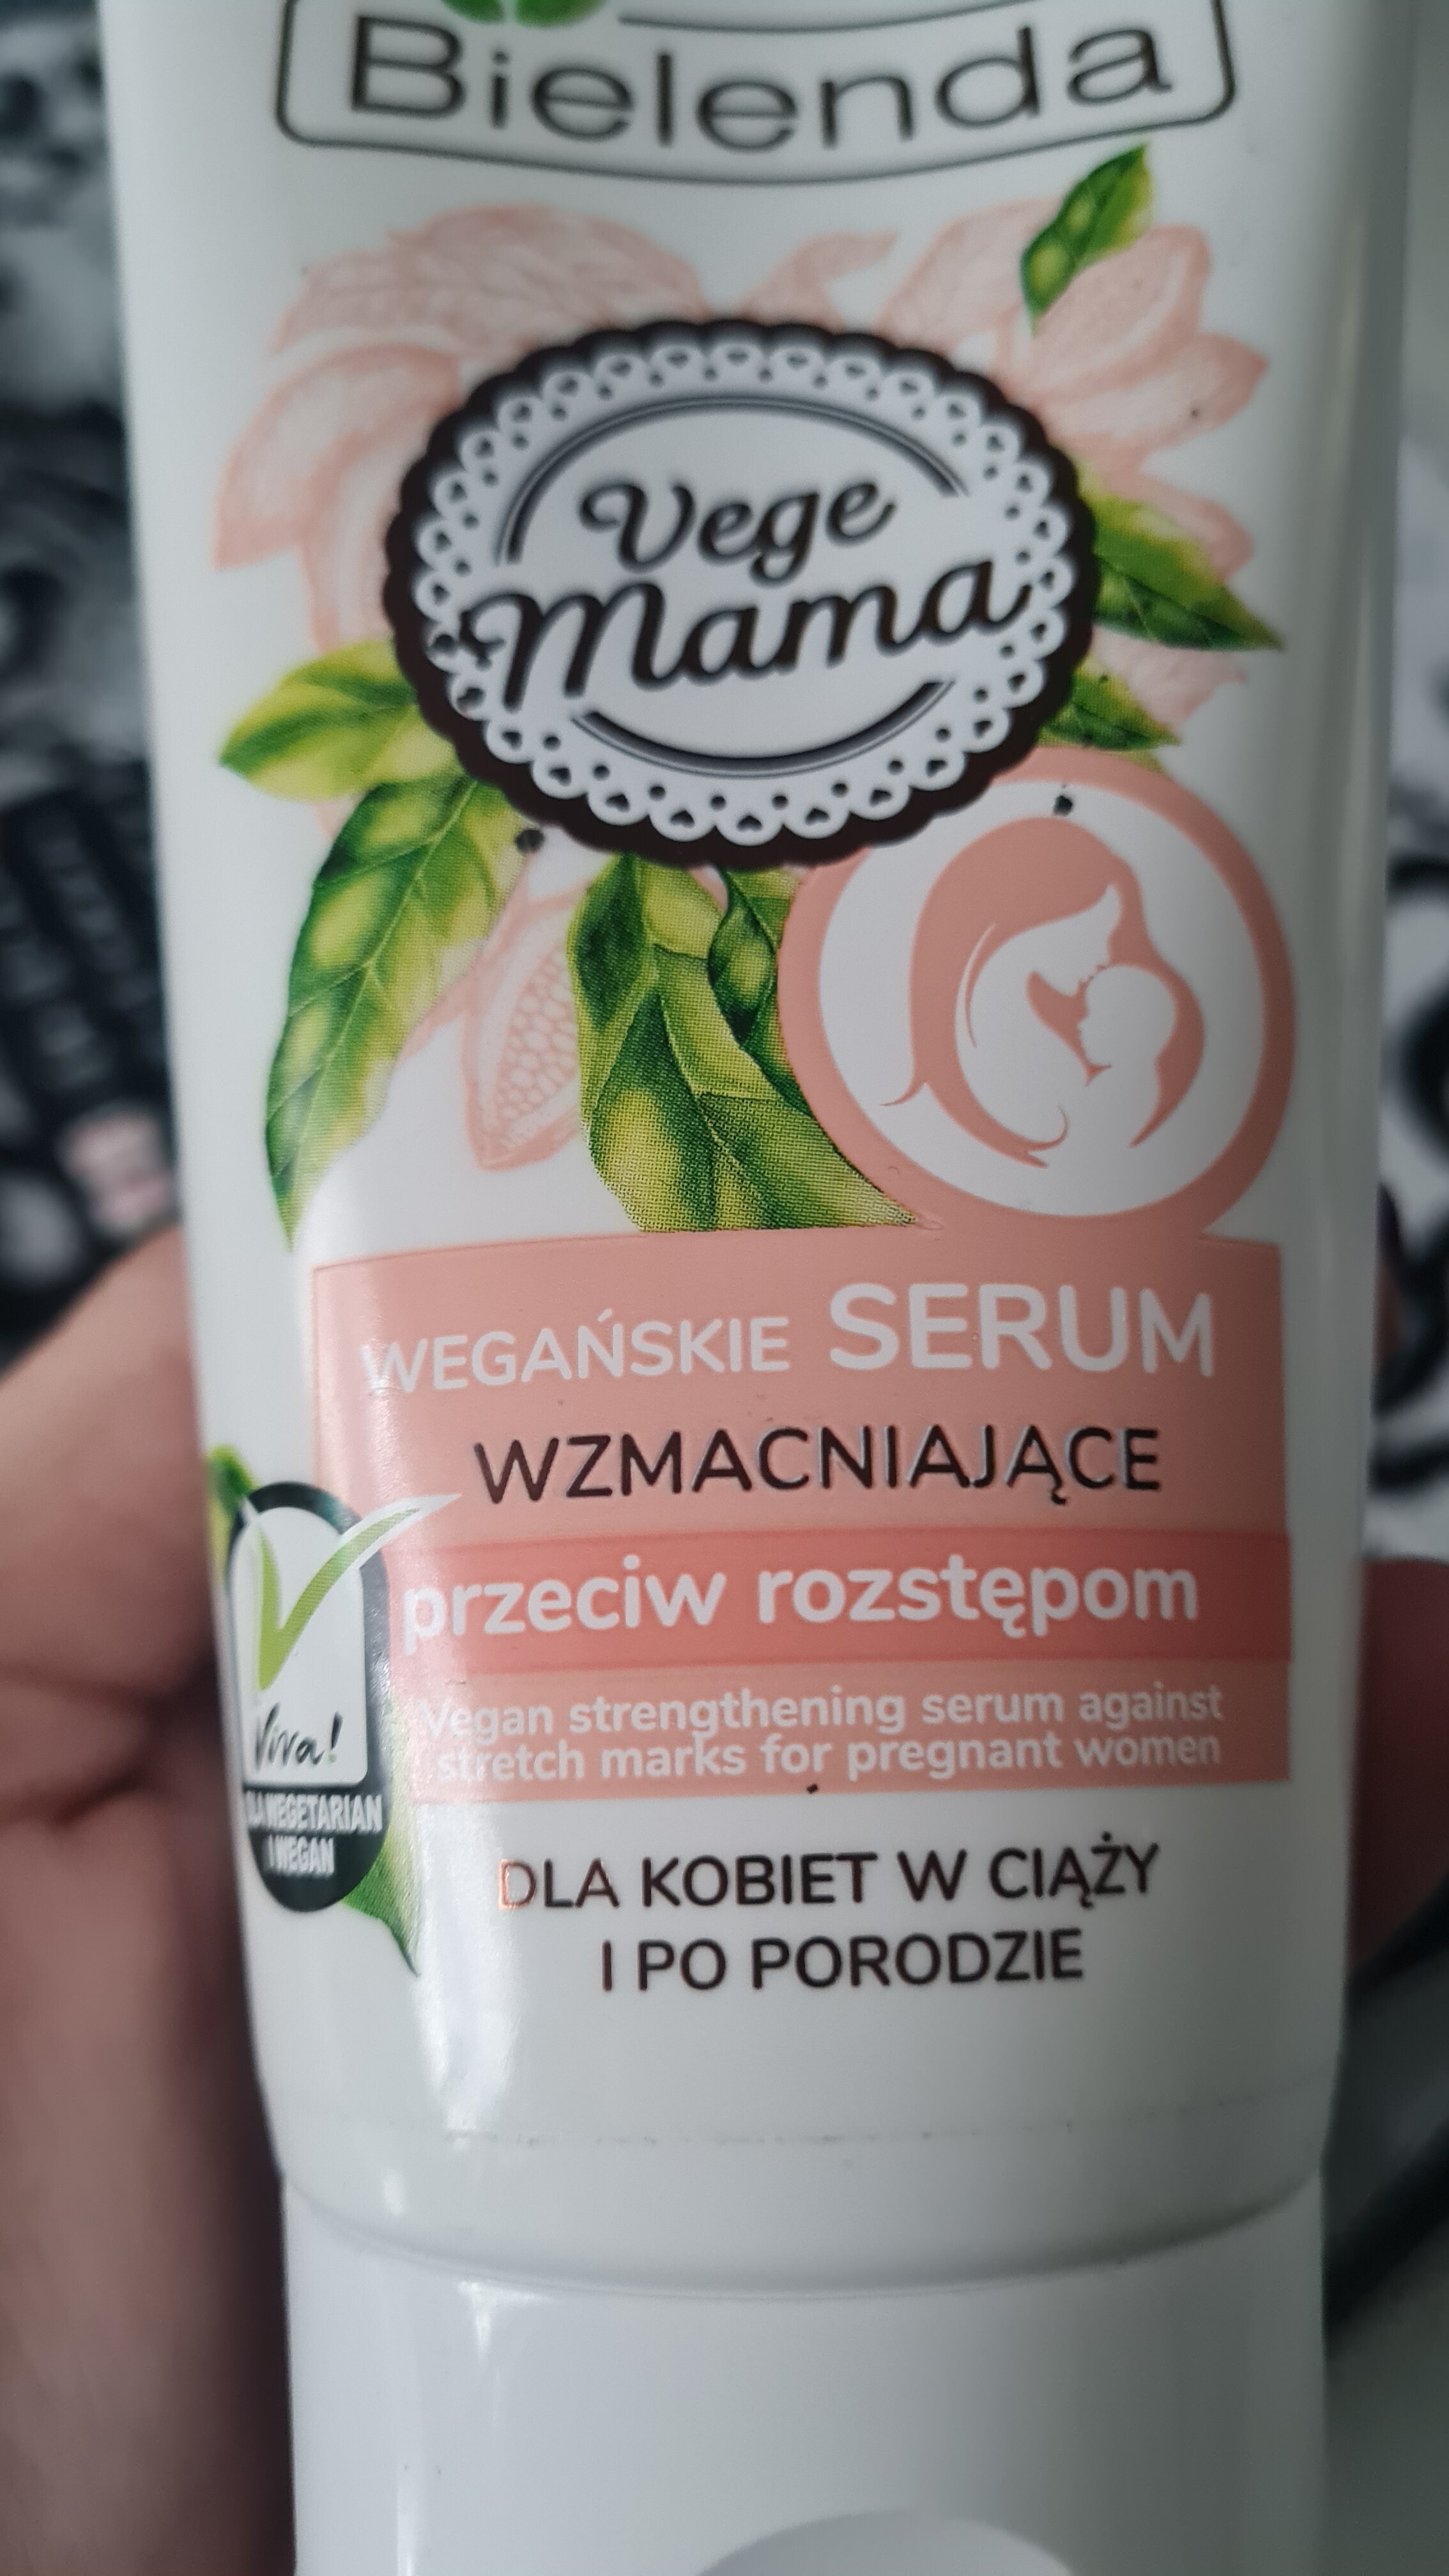 Bielenda
Vege
Mama
WEGAŃSKIE SERUM
WZMACNIAJĄCE
przeciw rozstępom
Vegan strengthening serum against
stretch marks for pregnant women
Viva!
DLA WEGETARIAN
I WEGAN
DLA KOBIET W CIĄŻY
I PO PORODZIE